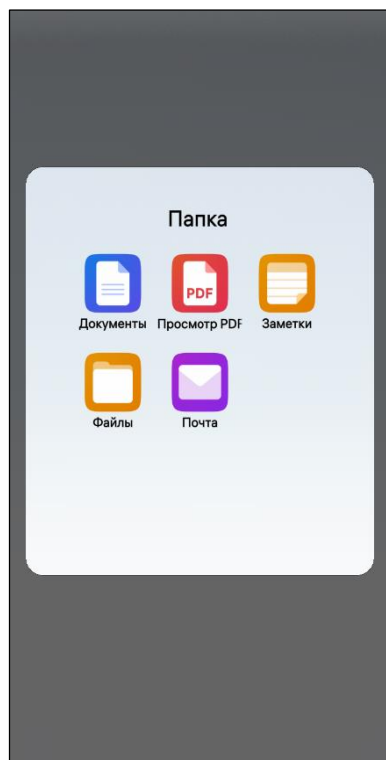 Папка
PDF
Документы
Просмотр PDF
Заметки
Файлы
Почта